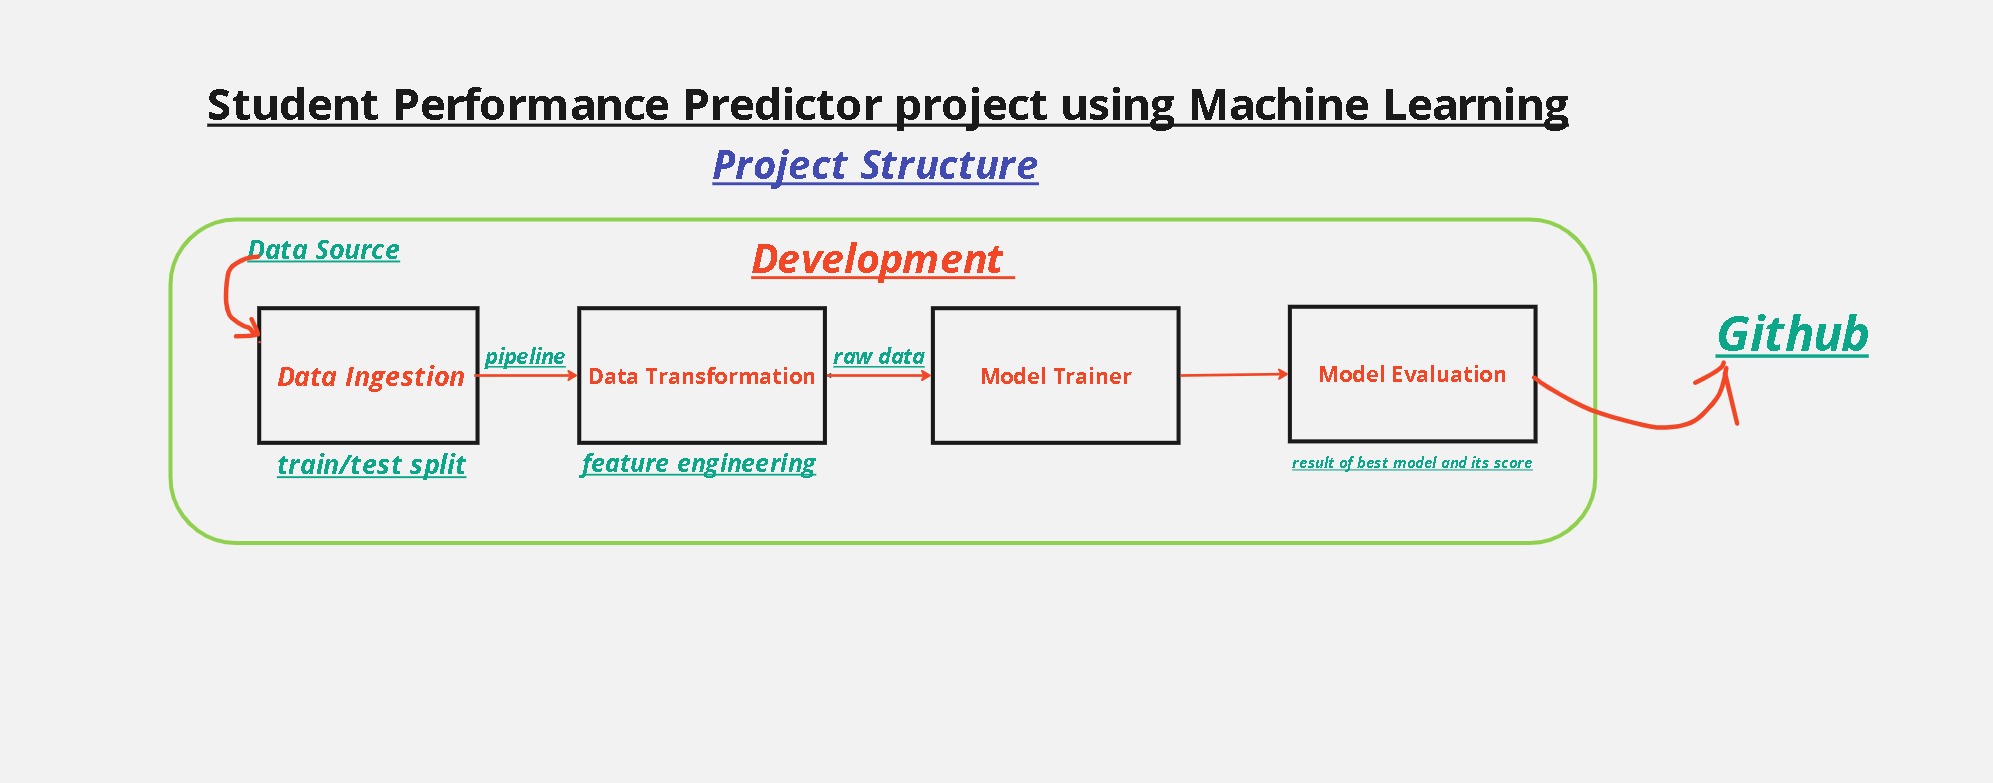 Student Performance Predictor project using Machine Learning
Project Structure
Data Source
Development
Github
pipeline
raw data
Data Ingestion
Data Transformation
Model Trainer
Model Evaluation
train/test split
feature engineering
result of best model and its score